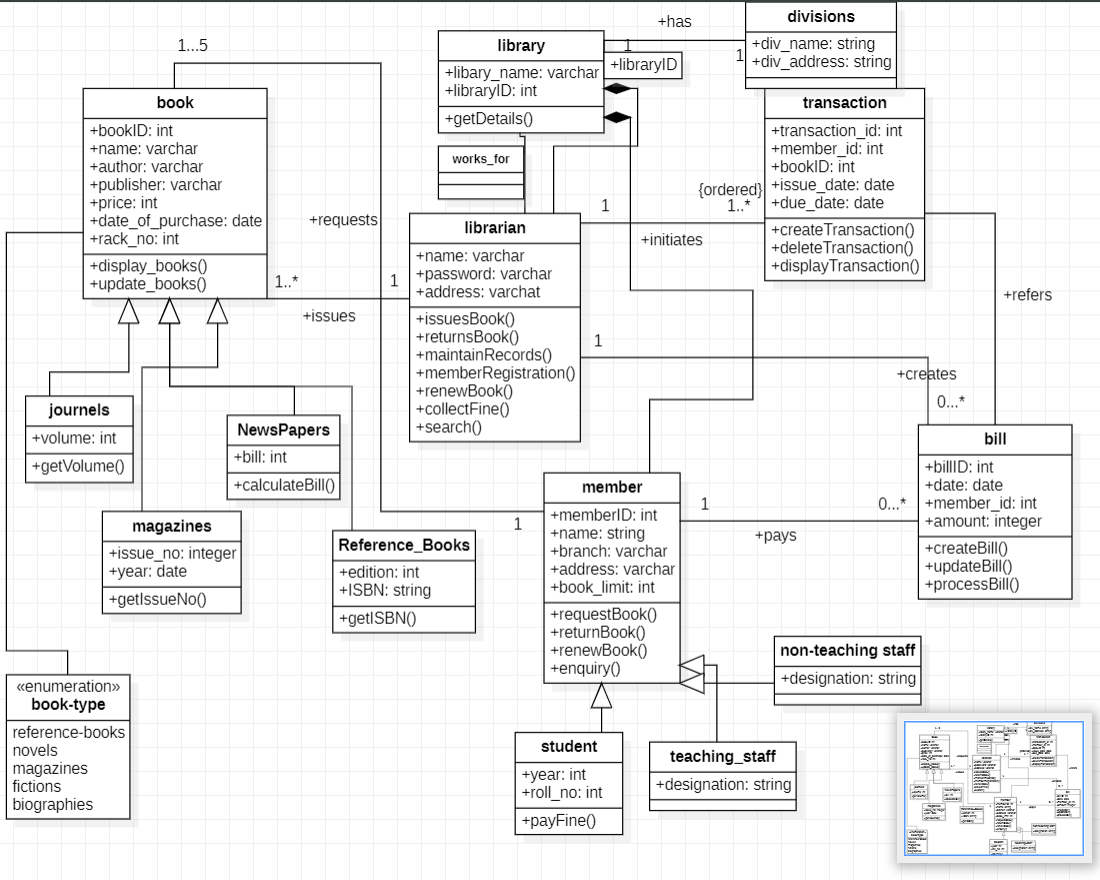 +has
divisions
+div_name: string
+div_address: string
1...5
library
+libary_name: varchar
+libraryID: int
+getDetails()
1
+libraryID
1
book
+bookID: int
+name: varchar
+author: varchar
+publisher: varchar
+price: int
+date_of_purchase: date
+rack_no: int
+display_books()
+update_books()
transaction
+transaction_id: int
+member_id: int
+bookID: int
+issue_date: date
+due_date: date
+createTransaction()
+deleteTransaction()
+displayTransaction()
works_for
{ordered}
1
1..*
+initiates
+requests
librarian
+name: varchar
+password: varchar
+address: varchat
+issuesBook()
+returnsBook()
+maintainRecords()
+memberRegistration()
+renewBook()
+collectFine()
+search()
1..*
1
+issues
+refers
1
+creates
0...*
journels
+volume: int
+getVolume()
NewsPapers
+bill: int
+calculateBill()
bill
+billID: int
+date: date
+member_id: int
+amount: integer
+createBill()
+updateBill()
+processBill()
magazines
+issue_no: integer
+year: date
+getIssueNo()
Reference_Books
+edition: int
+ISBN: string
+getISBN()
1
member
+memberID: int
+name: string
+branch: varchar
+address: varchar
+book_limit: int
+requestBook()
+returnBook()
+renewBook()
+enquiry()
1
0...*
+pays
non-teaching staff
+designation: string
«enumeration»
book-type
reference-books
novels
magazines
fictions
biographies
student
+year: int
+roll_no: int
+payFine()
teaching_staff
+designation: string